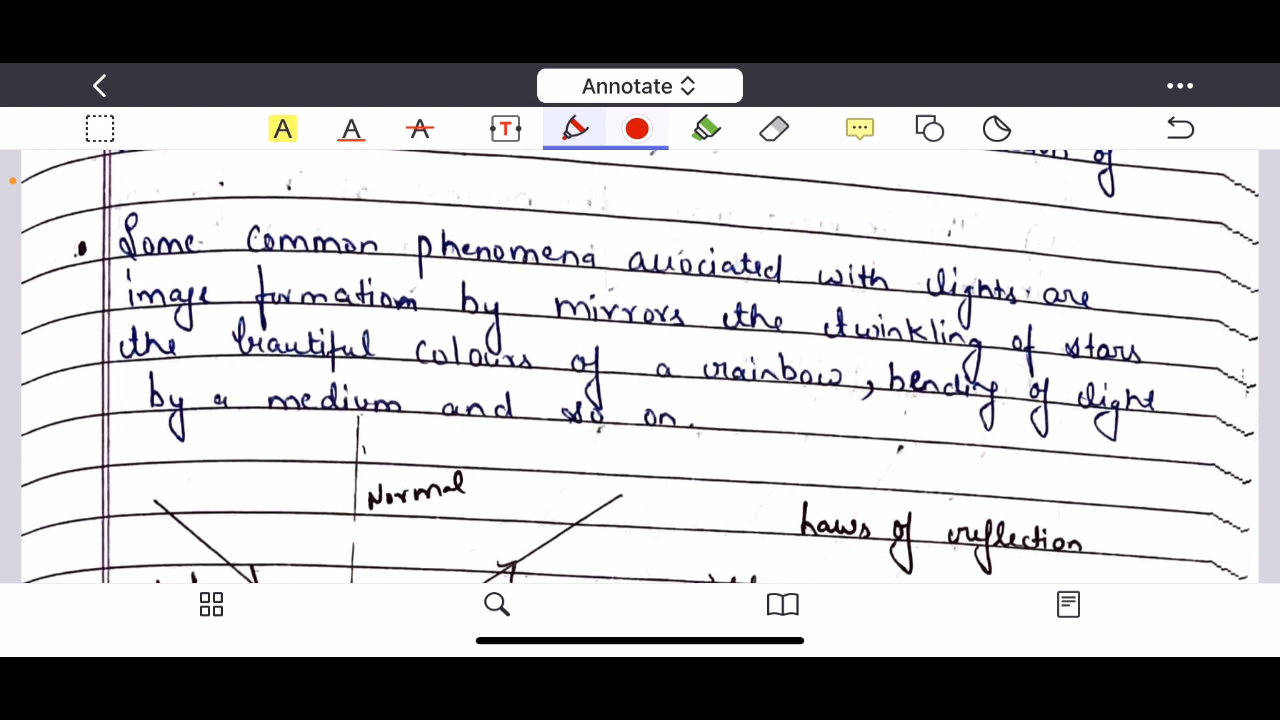 Annotate
of
Some common phenomena associated with lights are
image formation by mirrors the twinkling of stars
the beautiful colours of a rainbow, bending of light
by a medium and so on.
Normal
Laws of reflection